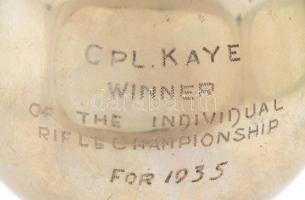 CPL. KAYE
WINNER
OF THE INDIVIDUAL
RIFLE CHAMPIONSHIP
FOR 1935